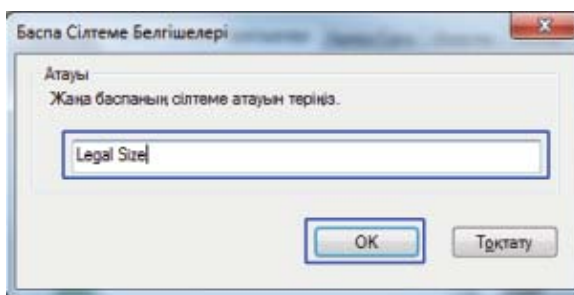 Баспа Сілтеме Белгішелері
Атауы
Жаңа баспаның сілтеме атауын теріңіз.
Legal Size
OK
Тоқтату